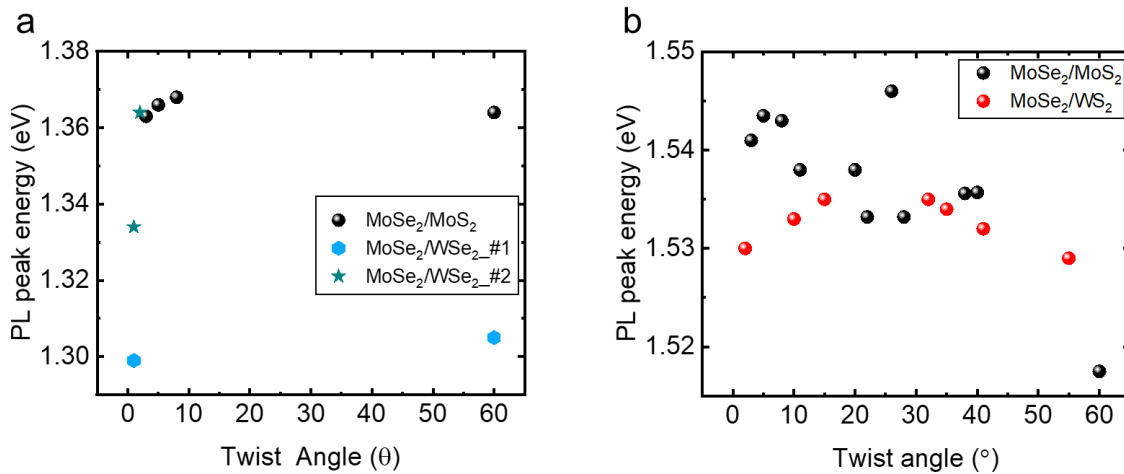 a
PL peak energy (eV)
1.38
1.36
1.34
1.32
1.30
0 10 20 30 40 50 60
Twist Angle (θ)
MoSe₂/MoS₂
MoSe₂/WSe₂_#1
MoSe₂/WSe₂_#2
b
PL peak energy (eV)
1.55
1.54
1.53
1.52
0 10 20 30 40 50 60
Twist angle (°)
MoSe₂/MoS₂
MoSe₂/WS₂